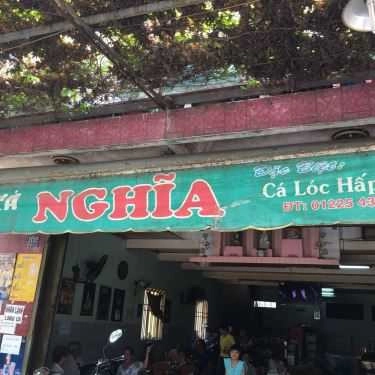 NGHĨA
Đặc Biệt:
Cá Lóc Hấp
ĐT: 01225 43